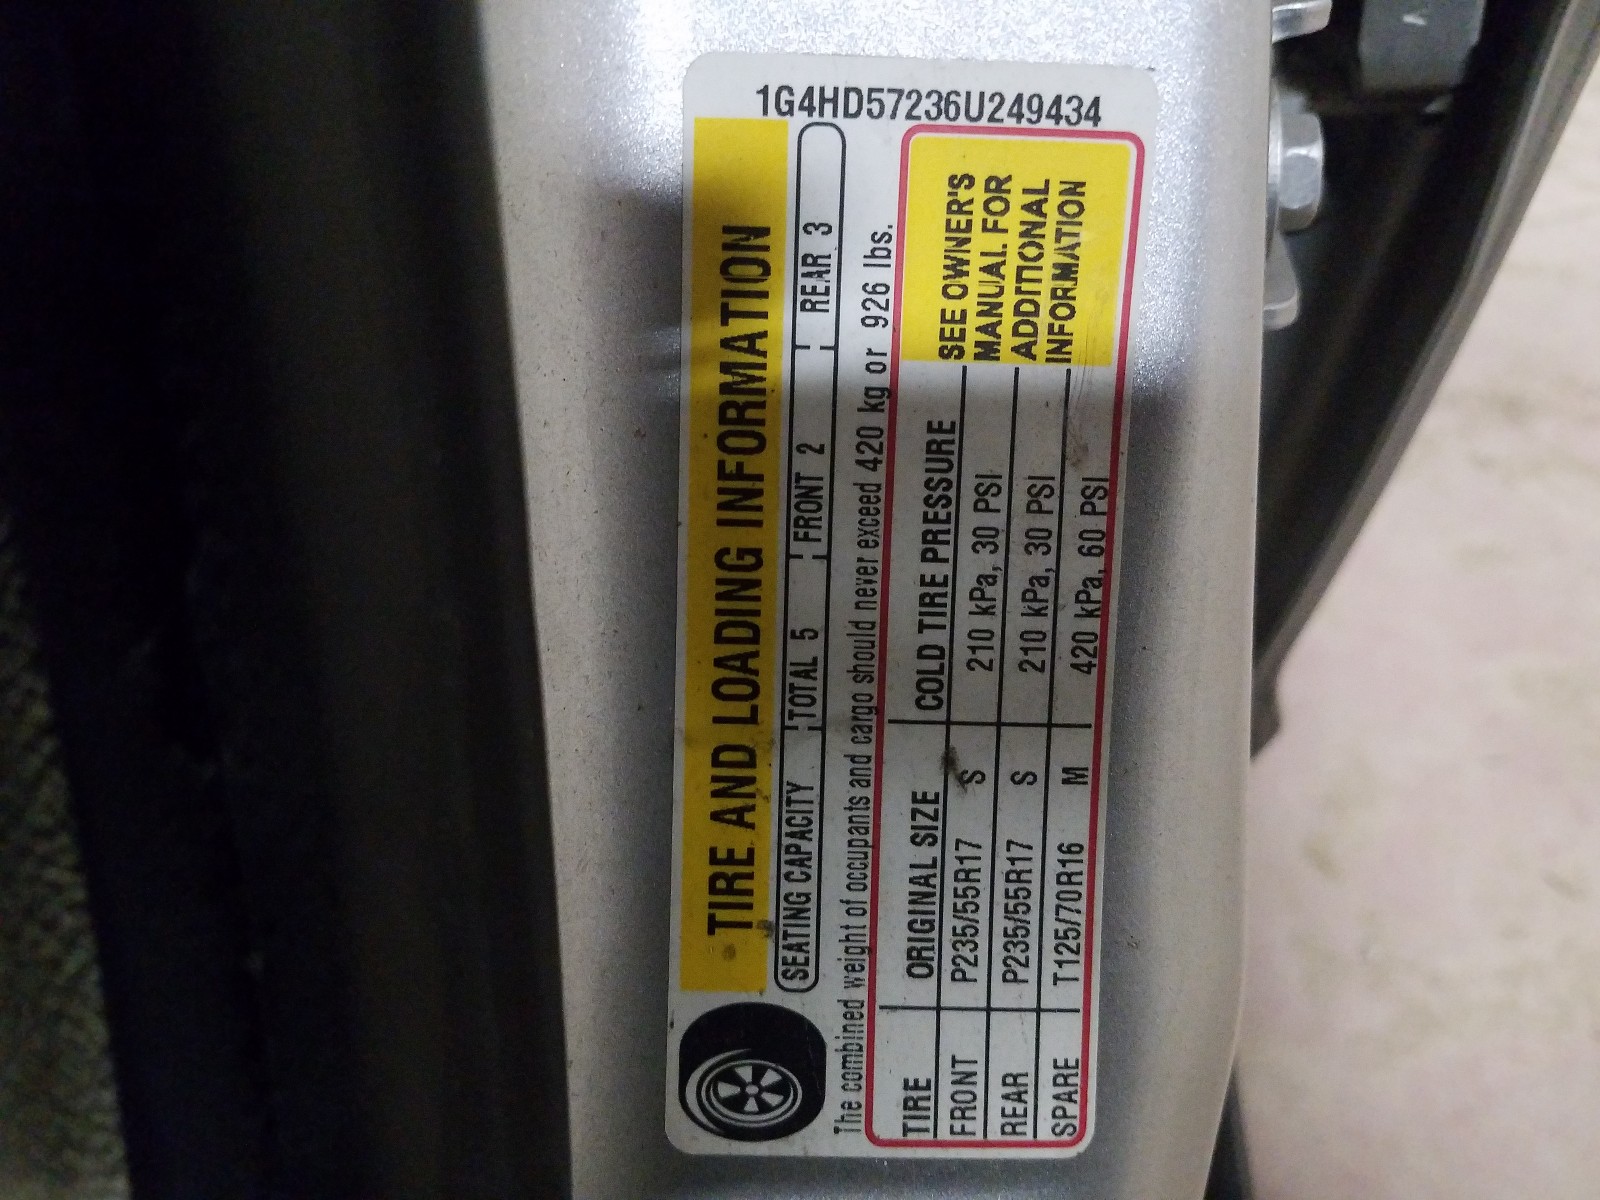 1G4HD57236U249434
TIRE AND LOADING INFORMATION
SEATING CAPACITY TOTAL 5 FRONT 2 REAR 3
The combined weight of occupants and cargo should never exceed 420 kg or 926 lbs.
TIRE ORIGINAL SIZE COLD TIRE PRESSURE
FRONT P235/55R17 S 210 kPa, 30 PSI
REAR P235/55R17 S 210 kPa, 30 PSI
SPARE T125/70R16 M 420 kPa, 60 PSI
SEE OWNER'S
MANUAL FOR
ADDITIONAL
INFORMATION